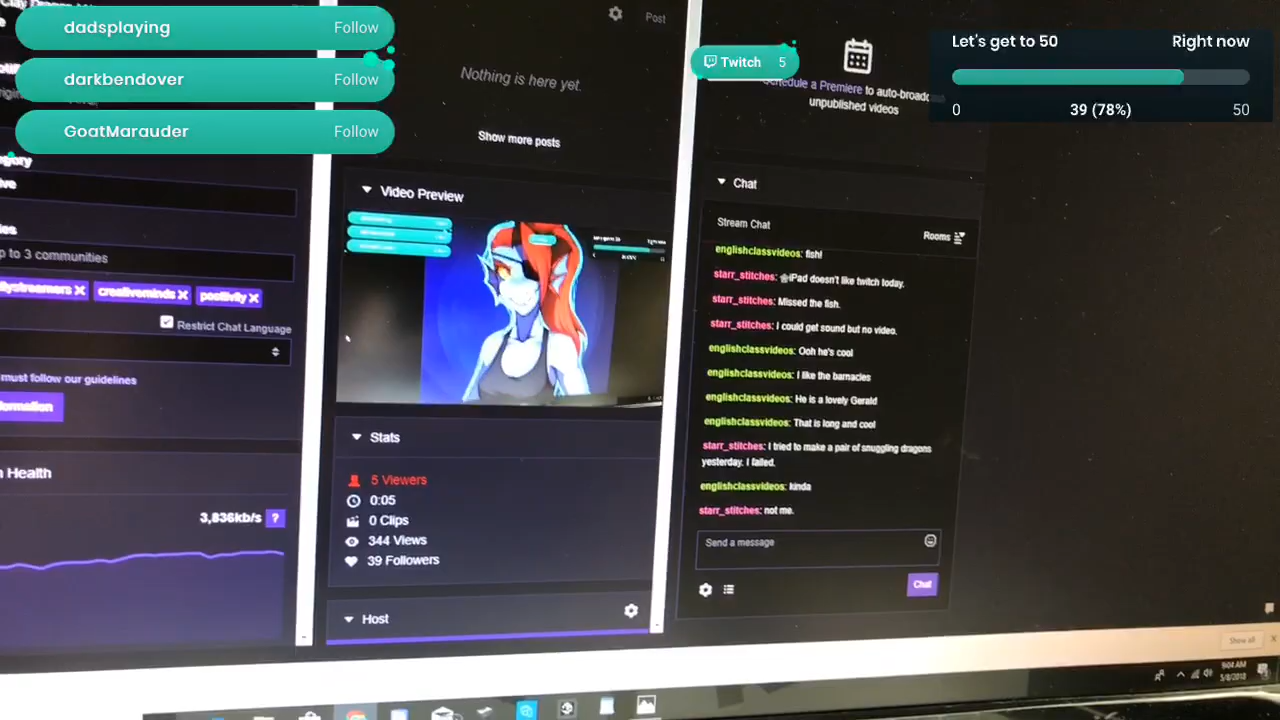 dadsplaying Follow
darkbendover Follow
GoatMarauder Follow
Let's get to 50 Right now
0 39 (78%) 50
Twitch 5
Post
Nothing is here yet.
Show more posts
Schedule a Premiere to auto-broadc
unpublished videos
up to 3 communities
creativeminds
positivity
Restrict Chat Language
must follow our guidelines
Health
3,836kb/s ?
Video Preview
Stats
5 Viewers
0:05
0 Clips
344 Views
39 Followers
Host
Chat
Stream Chat
Rooms
englishclassvideos: fish!
starr_stitches: iPad doesn't like twitch today.
starr_stitches: Missed the fish.
starr_stitches: I could get sound but no video.
englishclassvideos: Ooh he's cool
englishclassvideos: I like the barnacles
englishclassvideos: He is a lovely Gerald
englishclassvideos: That is long and cool
starr_stitches: I tried to make a pair of snuggling dragons
yesterday. I failed.
englishclassvideos: kinda
starr_stitches: not me.
Send a message
Chat
Show all
9:04 AM
5/8/2018